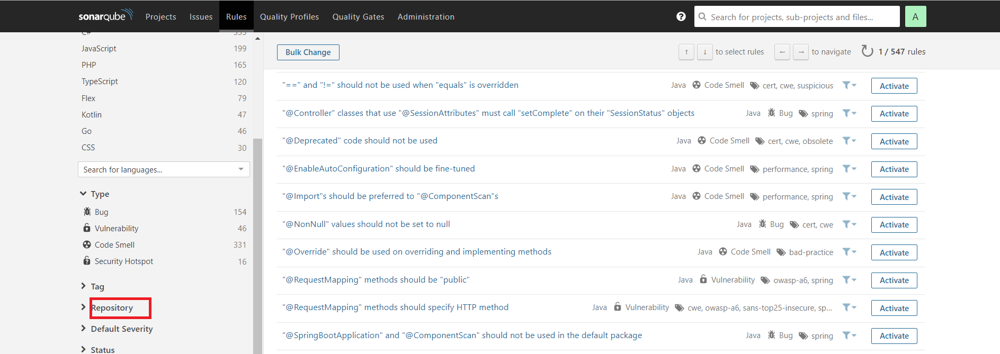 sonarqube Projects Issues Rules Quality Profiles Quality Gates Administration ? Search for projects, sub-projects and files... A
C# 355
JavaScript 199
PHP 165
TypeScript 120
Flex 79
Kotlin 47
Go 46
CSS 30
Search for languages...
Type
Bug 154
Vulnerability 46
Code Smell 331
Security Hotspot 16
Tag
Repository
Default Severity
Status
Bulk Change ↑ ↓ to select rules ← → to navigate 1 / 547 rules
"==" and "!=" should not be used when "equals" is overridden Java Code Smell cert, cwe, suspicious Activate
"@Controller" classes that use "@SessionAttributes" must call "setComplete" on their "SessionStatus" objects Java Bug spring Activate
"@Deprecated" code should not be used Java Code Smell cert, cwe, obsolete Activate
"@EnableAutoConfiguration" should be fine-tuned Java Code Smell performance, spring Activate
"@Import"s should be preferred to "@ComponentScan"s Java Code Smell performance, spring Activate
"@NonNull" values should not be set to null Java Bug cert, cwe Activate
"@Override" should be used on overriding and implementing methods Java Code Smell bad-practice Activate
"@RequestMapping" methods should be "public" Java Vulnerability owasp-a6, spring Activate
"@RequestMapping" methods should specify HTTP method Java Vulnerability cwe, owasp-a6, sans-top25-insecure, sp... Activate
"@SpringBootApplication" and "@ComponentScan" should not be used in the default package Java Bug spring Activate